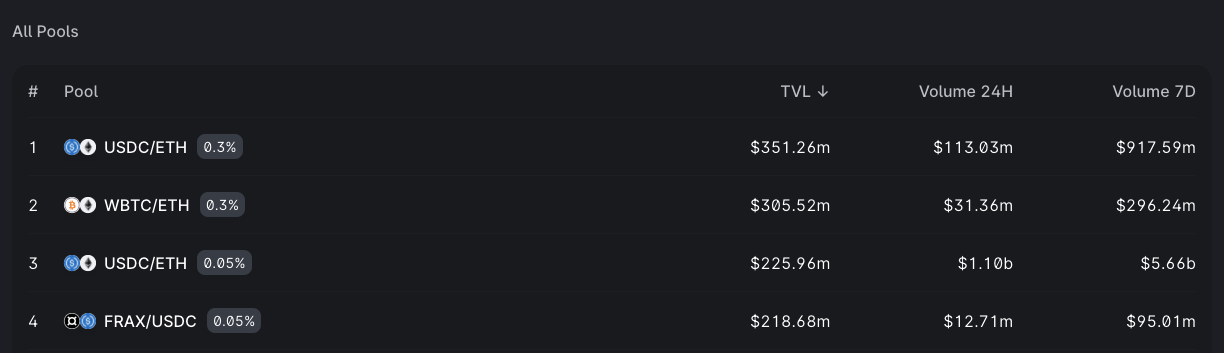 All Pools
# Pool TVL ↓ Volume 24H Volume 7D
1 USDC/ETH 0.3% $351.26m $113.03m $917.59m
2 WBTC/ETH 0.3% $305.52m $31.36m $296.24m
3 USDC/ETH 0.05% $225.96m $1.10b $5.66b
4 FRAX/USDC 0.05% $218.68m $12.71m $95.01m